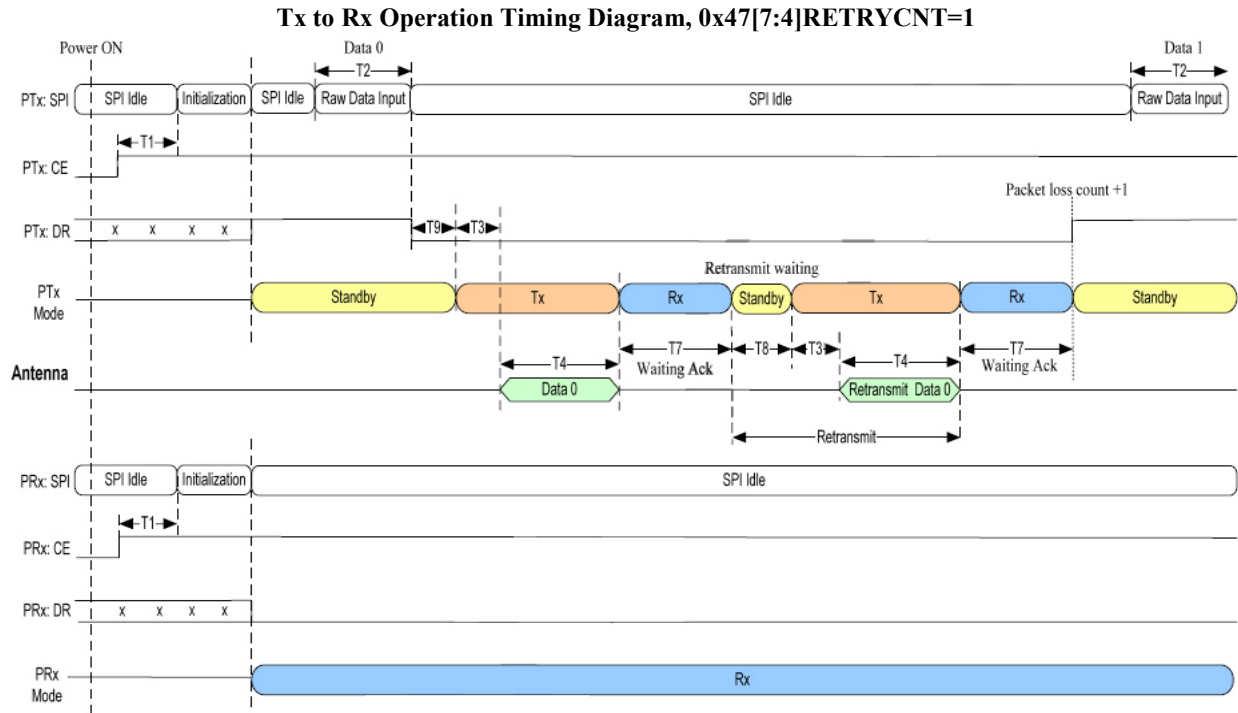 Tx to Rx Operation Timing Diagram, 0x47[7:4]RETRYCNT=1
Power ON
Data 0
Data 1
T2
T2
PTx: SPI
SPI Idle
Initialization
SPI Idle
Raw Data Input
SPI Idle
Raw Data Input
T1
PTx: CE
Packet loss count +1
PTx: DR
x x x x
T9
T3
Retransmit waiting
PTx
Mode
Standby
Tx
Rx
Standby
Tx
Rx
Standby
T7
T8
T3
T7
T4
Waiting Ack
T4
Waiting Ack
Antenna
Data 0
Retransmit Data 0
Retransmit
PRx: SPI
SPI Idle
Initialization
SPI Idle
T1
PRx: CE
PRx: DR
x x x x
PRx
Mode
Rx